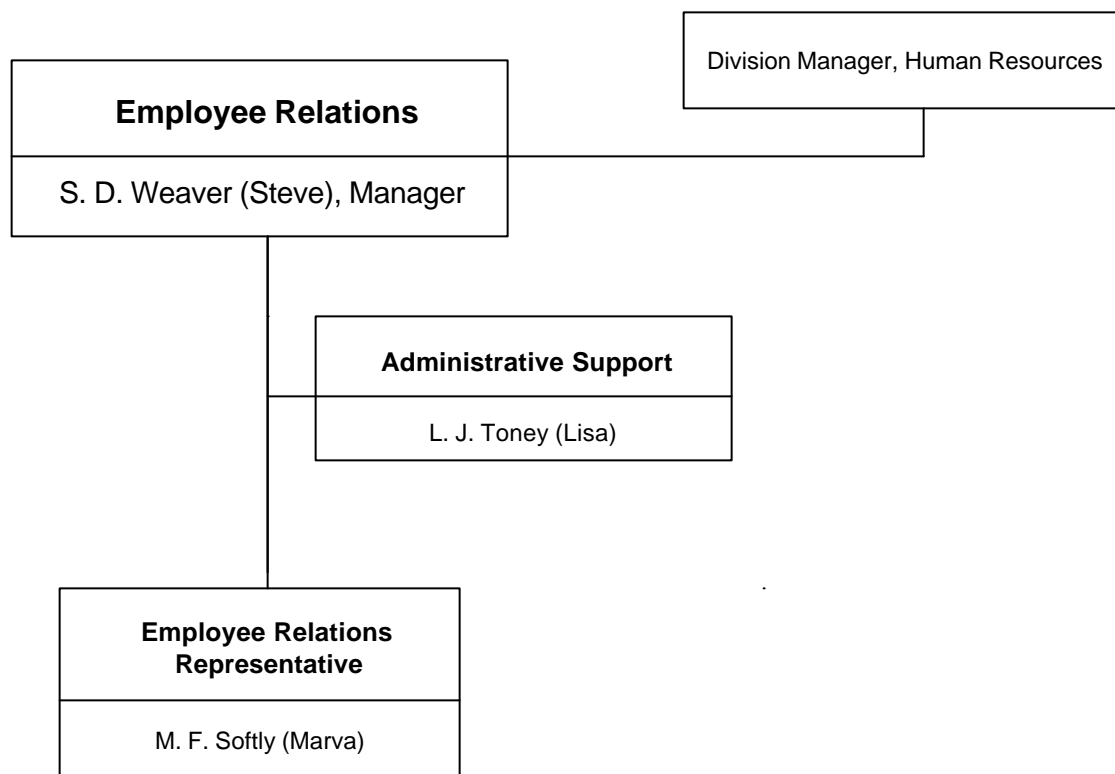 Division Manager, Human Resources
Employee Relations
S. D. Weaver (Steve), Manager
Administrative Support
L. J. Toney (Lisa)
Employee Relations
Representative
M. F. Softly (Marva)